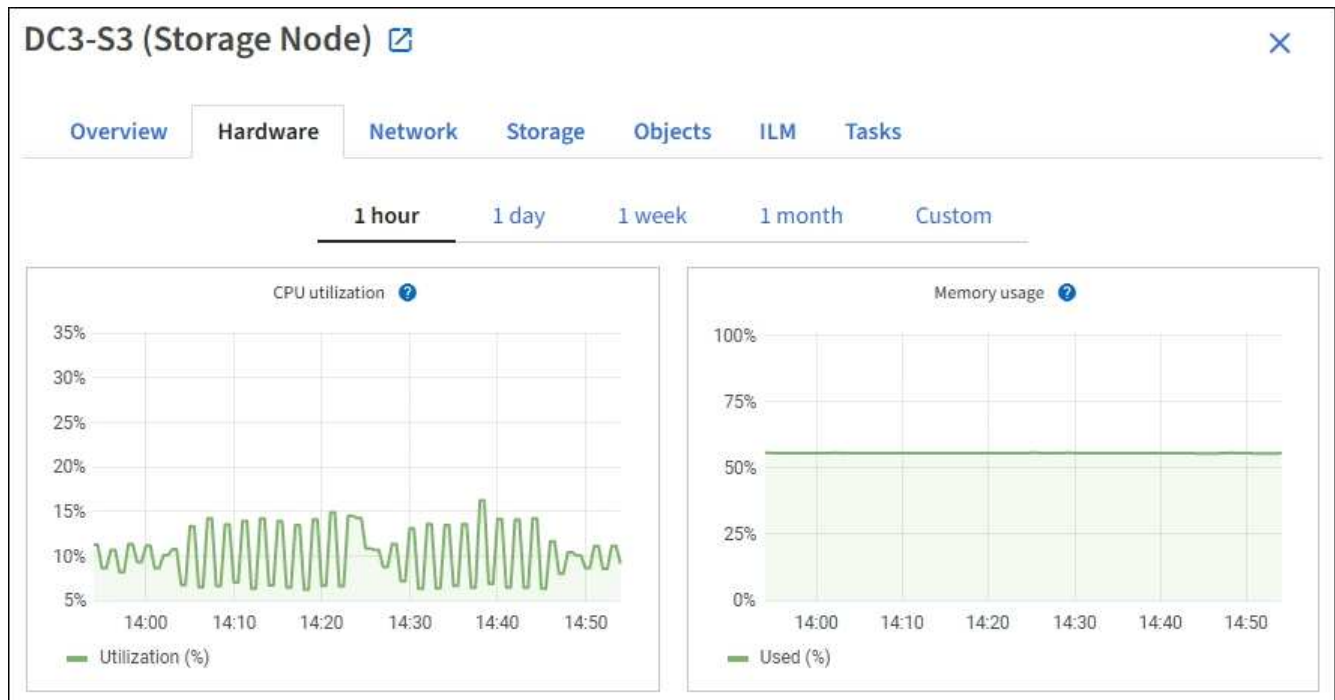 DC3-S3 (Storage Node)
Overview Hardware Network Storage Objects ILM Tasks
1 hour 1 day 1 week 1 month Custom
CPU utilization ?
35%
30%
25%
20%
15%
10%
5%
14:00 14:10 14:20 14:30 14:40 14:50
Utilization (%)
Memory usage ?
100%
75%
50%
25%
0%
14:00 14:10 14:20 14:30 14:40 14:50
Used (%)